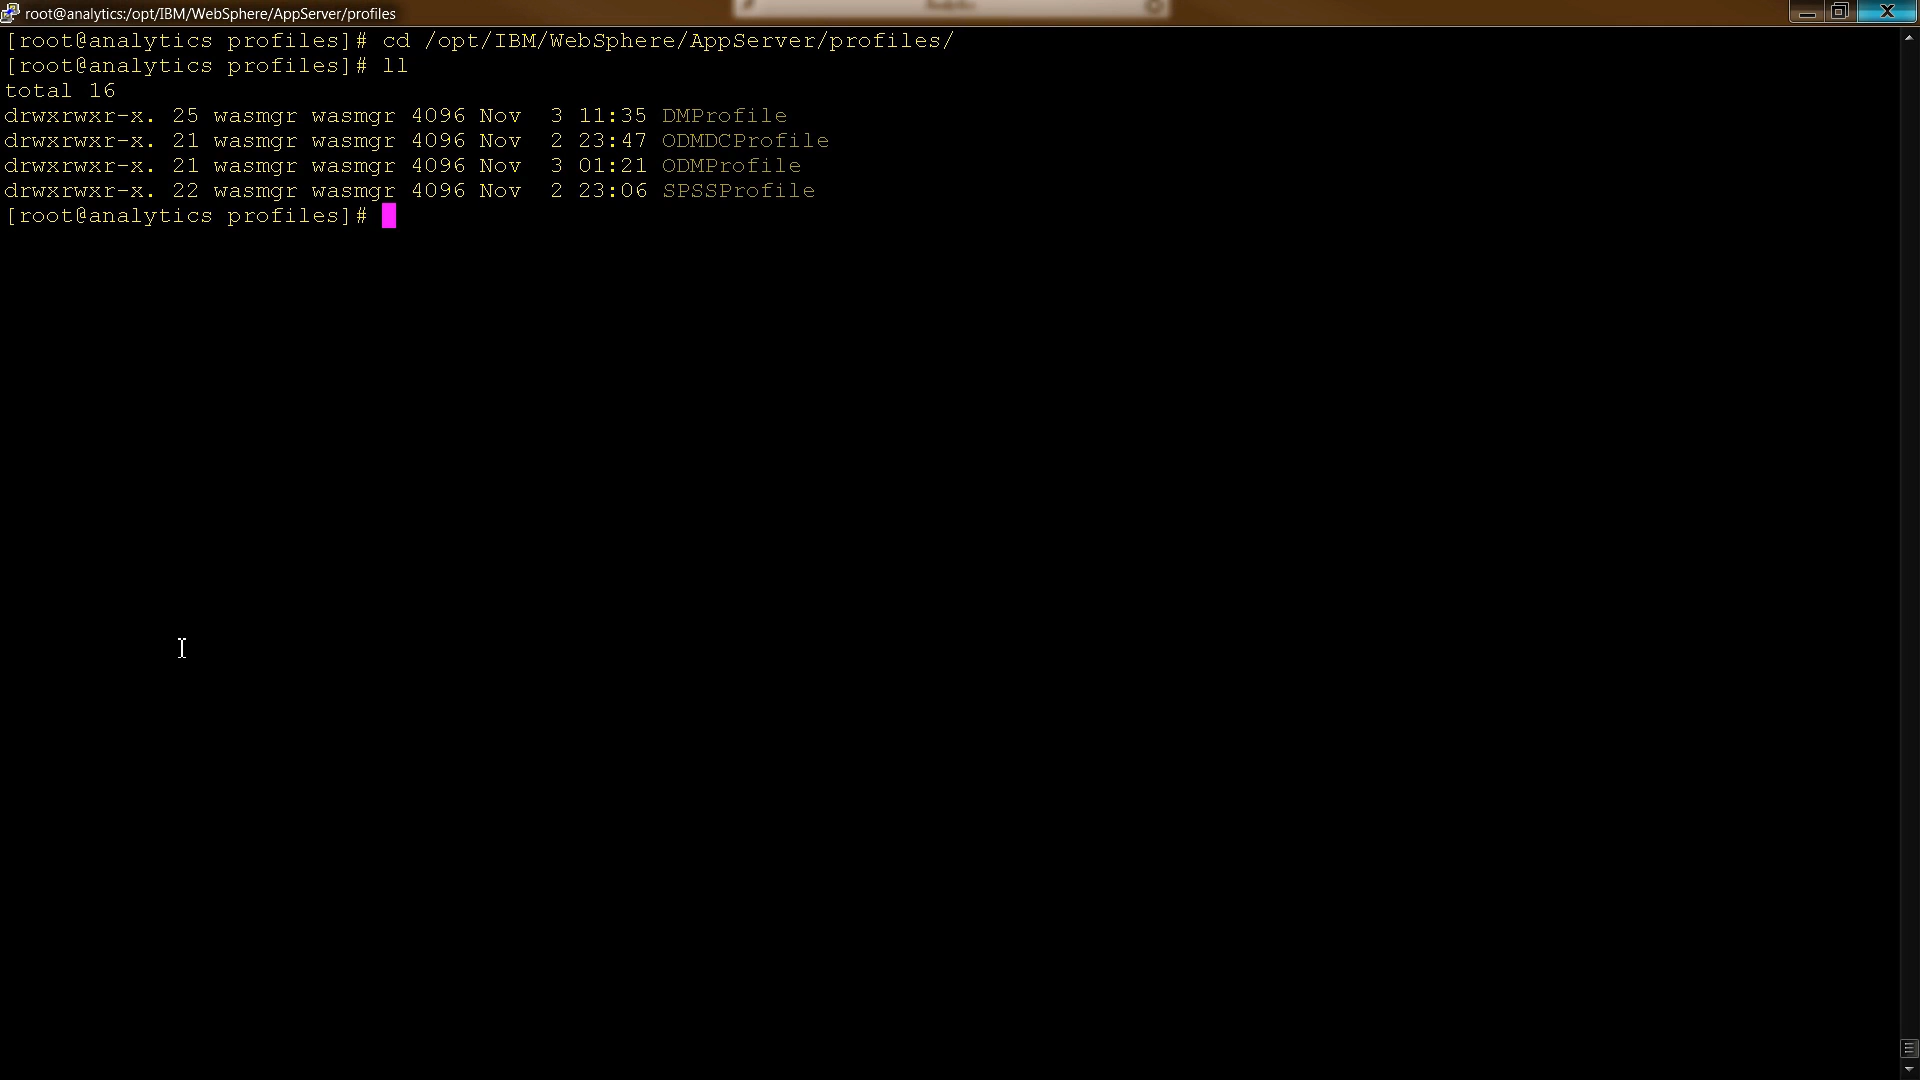 root@analytics:/opt/IBM/WebSphere/AppServer/profiles
[root@analytics profiles]# cd /opt/IBM/WebSphere/AppServer/profiles/
[root@analytics profiles]# ll
total 16
drwxrwxr-x. 25 wasmgr wasmgr 4096 Nov  3 11:35 DMProfile
drwxrwxr-x. 21 wasmgr wasmgr 4096 Nov  2 23:47 ODMDCProfile
drwxrwxr-x. 21 wasmgr wasmgr 4096 Nov  3 01:21 ODMProfile
drwxrwxr-x. 22 wasmgr wasmgr 4096 Nov  2 23:06 SPSSProfile
[root@analytics profiles]#